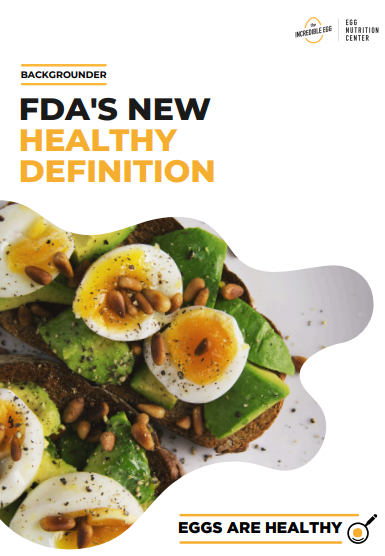 the
INCREDIBLE EGG
EGG
NUTRITION
CENTER
BACKGROUNDER
FDA'S NEW
HEALTHY
DEFINITION
EGGS ARE HEALTHY